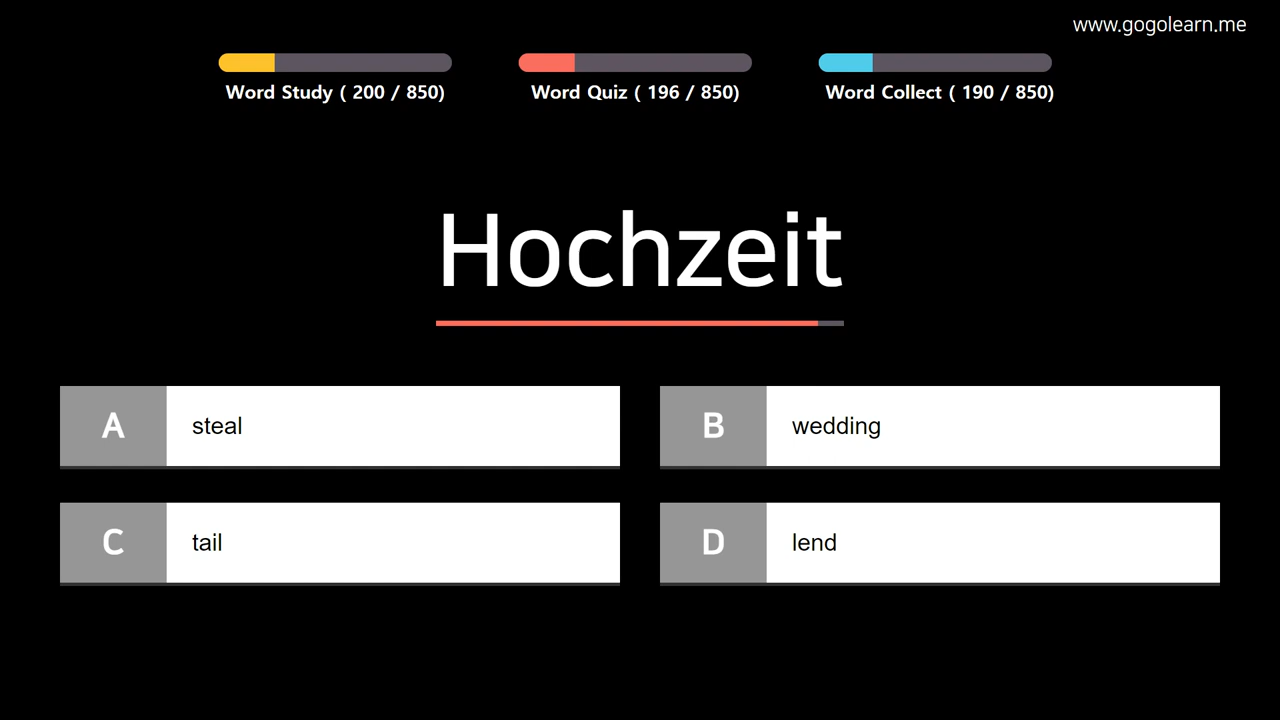 www.gogolearn.me
Word Study ( 200 / 850)
Word Quiz ( 196 / 850)
Word Collect ( 190 / 850)
Hochzeit
A
steal
B
wedding
C
tail
D
lend